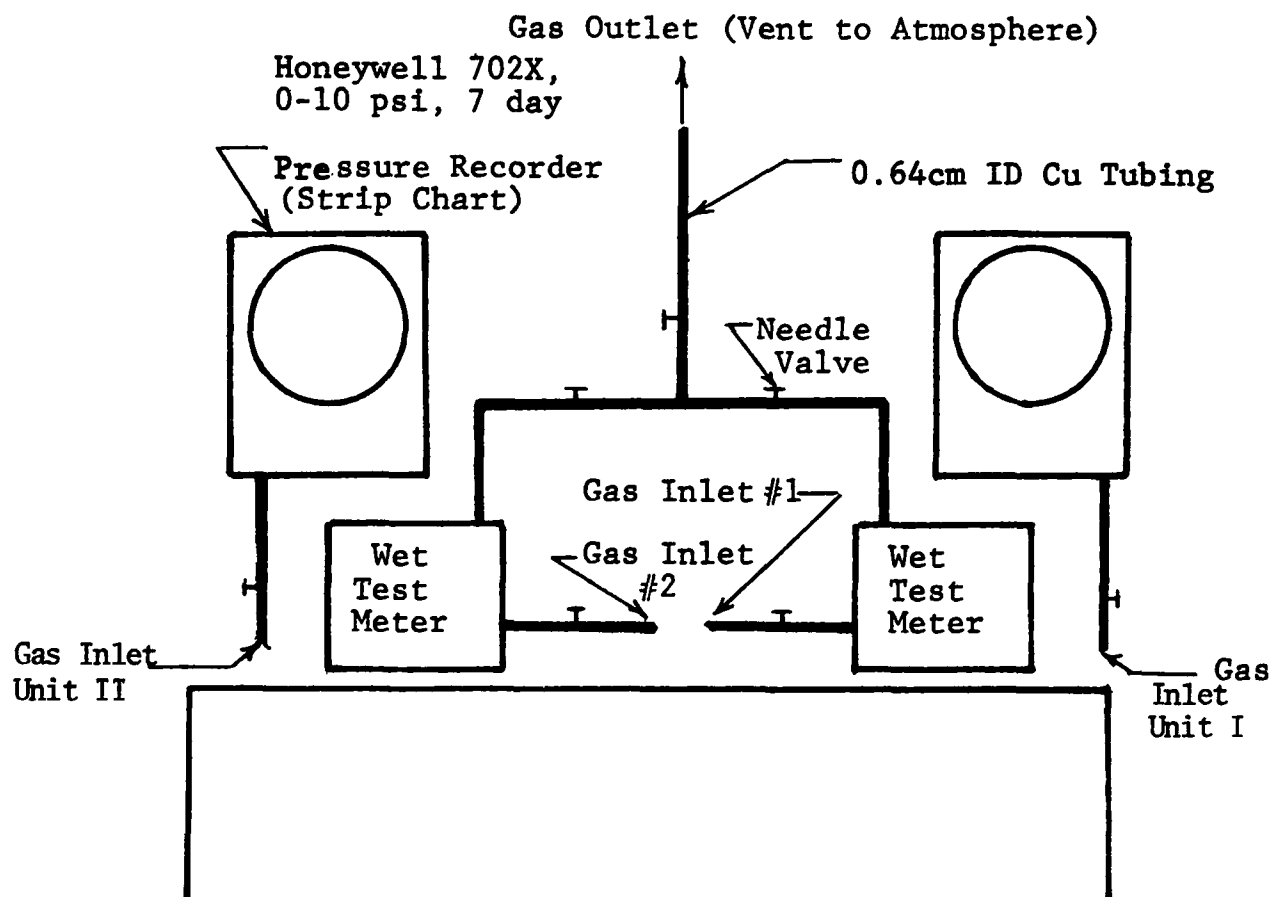 Gas Outlet (Vent to Atmosphere)
Honeywell 702X,
0-10 psi, 7 day
Pressure Recorder
(Strip Chart)
0.64cm ID Cu Tubing
Needle
Valve
Gas Inlet #1
Gas Inlet
#2
Wet
Test
Meter
Wet
Test
Meter
Gas Inlet
Unit II
Gas
Inlet
Unit I